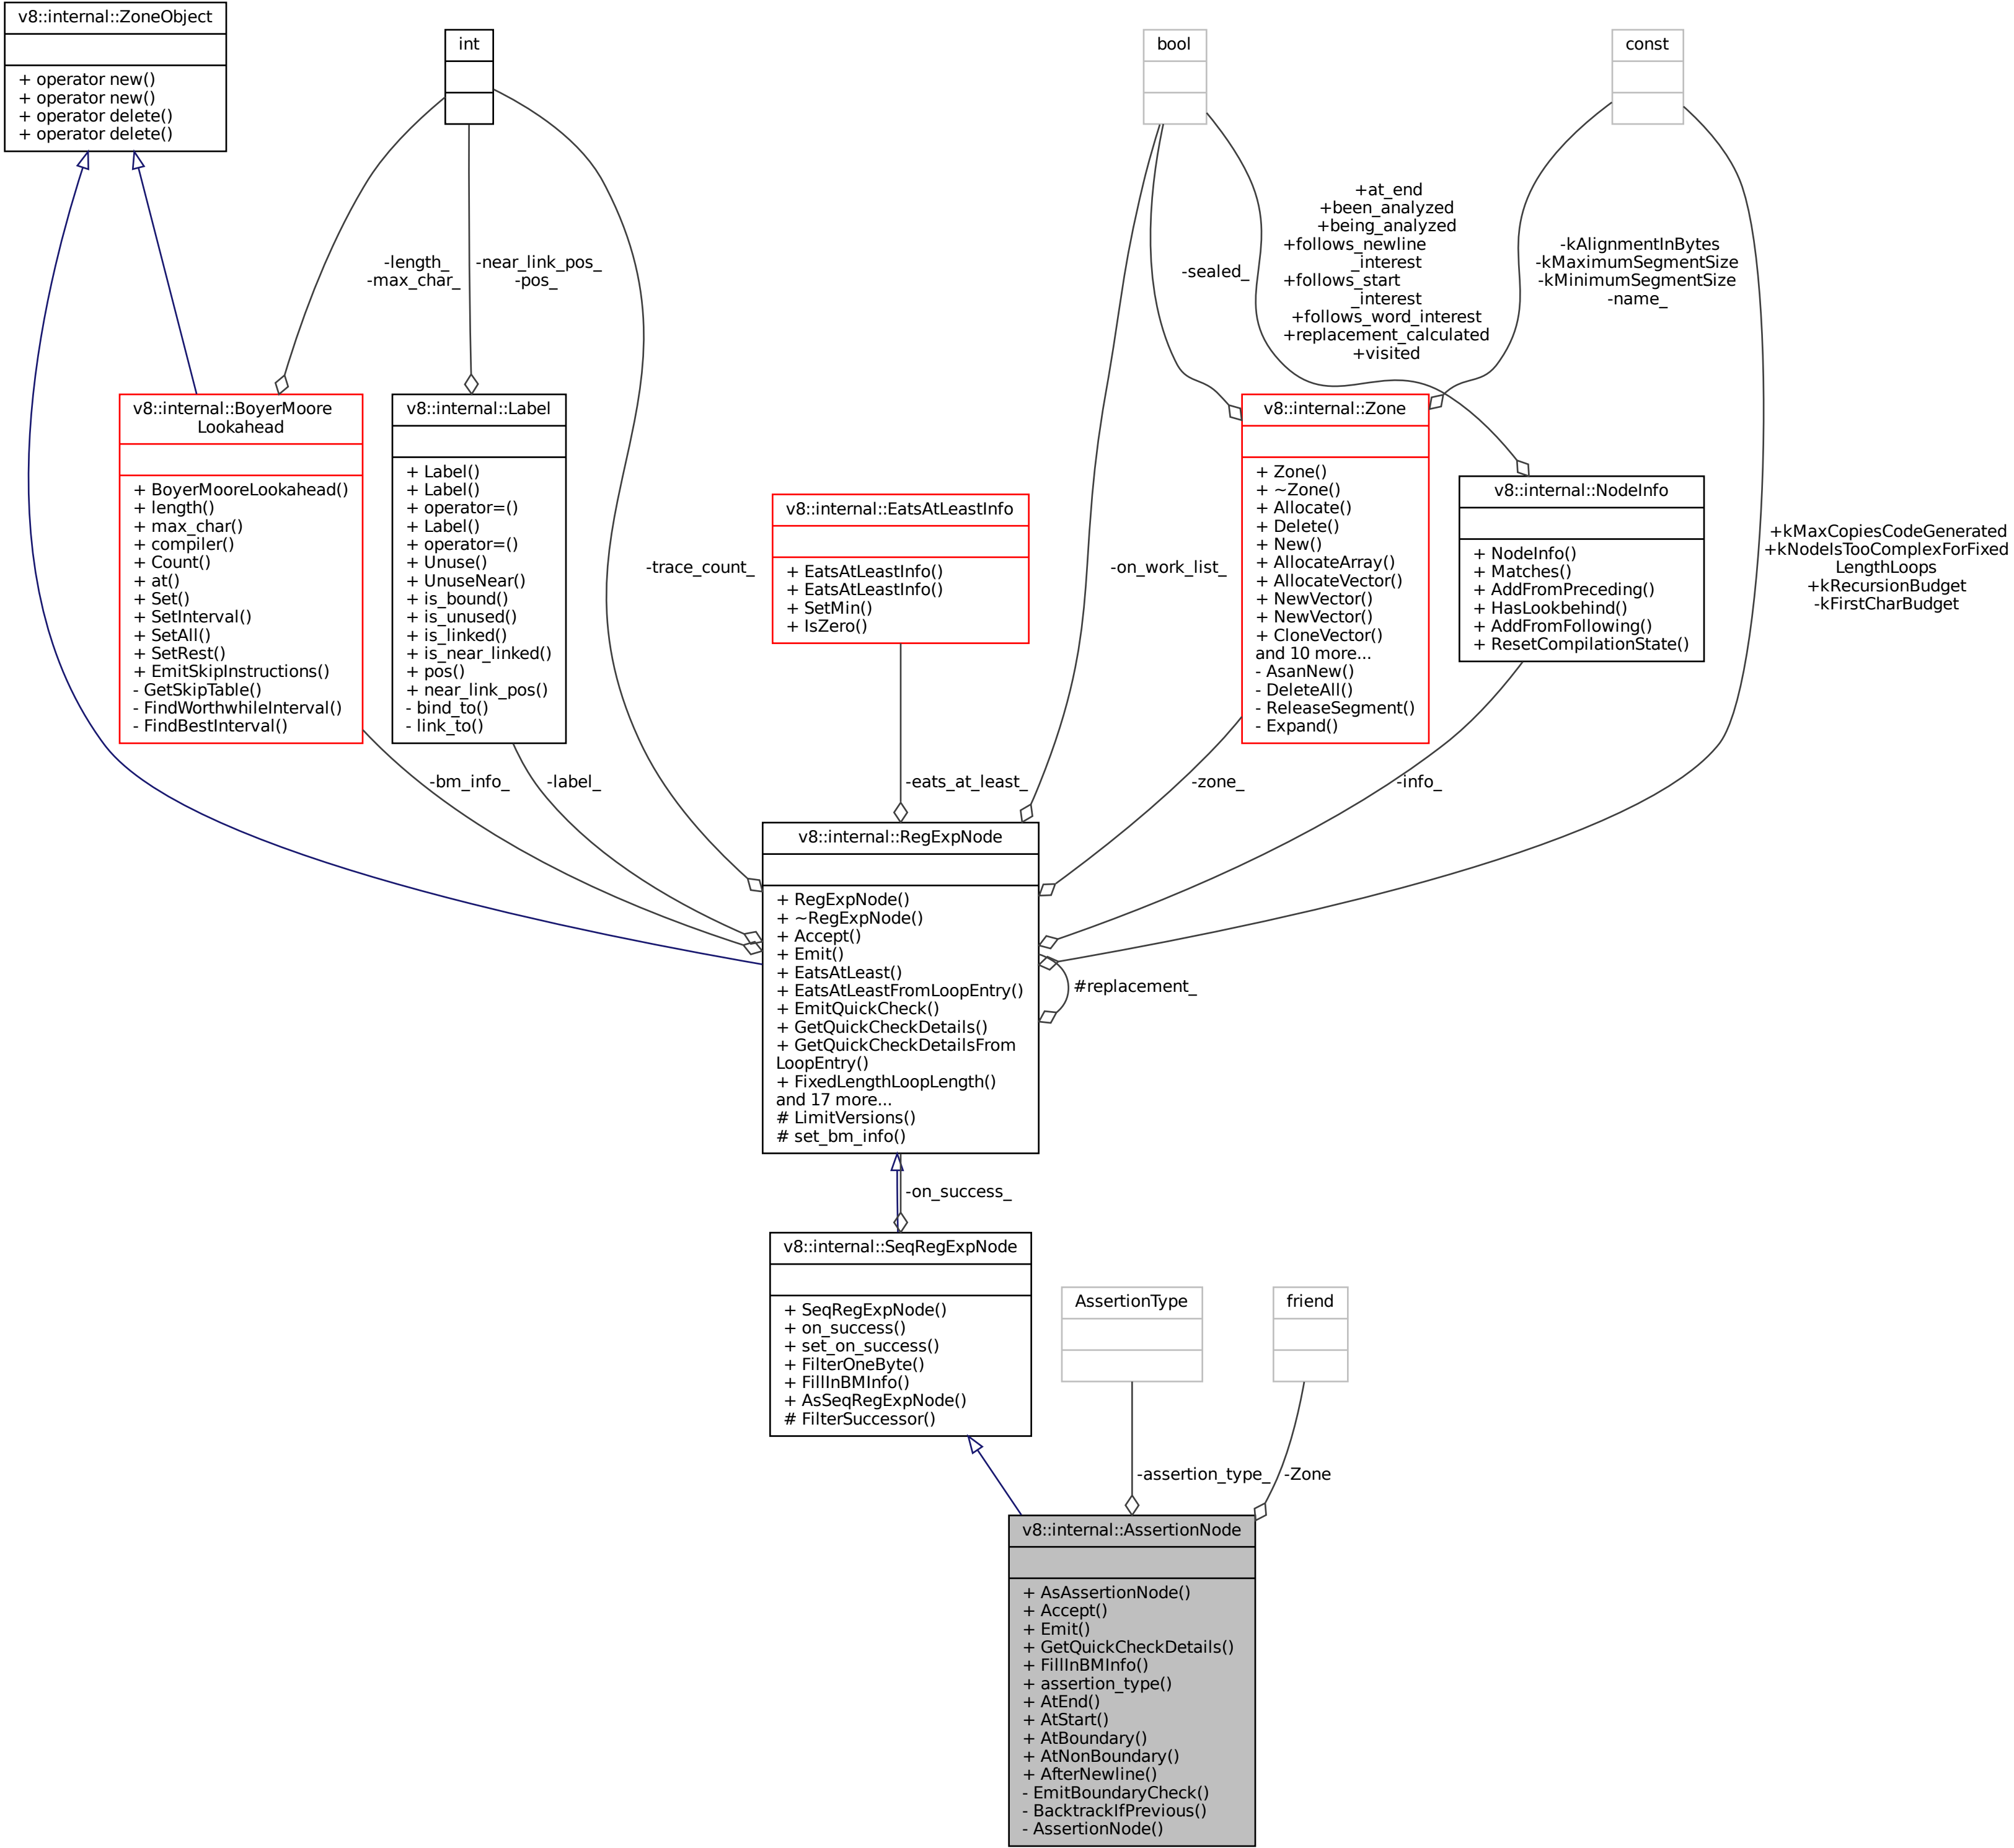 v8::internal::ZoneObject
+ operator new()
+ operator new()
+ operator delete()
+ operator delete()
int
bool
const
-length_
-max_char_
-near_link_pos_
-pos_
-sealed_
+at_end
+been_analyzed
+being_analyzed
+follows_newline
_interest
+follows_start
_interest
+follows_word_interest
+replacement_calculated
+visited
-kAlignmentInBytes
-kMaximumSegmentSize
-kMinimumSegmentSize
-name_
v8::internal::BoyerMoore
Lookahead
+ BoyerMooreLookahead()
+ length()
+ max_char()
+ compiler()
+ Count()
+ at()
+ Set()
+ SetInterval()
+ SetAll()
+ SetRest()
+ EmitSkipInstructions()
- GetSkipTable()
- FindWorthwhileInterval()
- FindBestInterval()
v8::internal::Label
+ Label()
+ Label()
+ operator=()
+ Label()
+ operator=()
+ Unuse()
+ UnuseNear()
+ is_bound()
+ is_unused()
+ is_linked()
+ is_near_linked()
+ pos()
+ near_link_pos()
- bind_to()
- link_to()
-trace_count_
v8::internal::EatsAtLeastInfo
+ EatsAtLeastInfo()
+ EatsAtLeastInfo()
+ SetMin()
+ IsZero()
-on_work_list_
v8::internal::Zone
+ Zone()
+ ~Zone()
+ Allocate()
+ Delete()
+ New()
+ AllocateArray()
+ AllocateVector()
+ NewVector()
+ NewVector()
+ CloneVector()
and 10 more...
- AsanNew()
- DeleteAll()
- ReleaseSegment()
- Expand()
v8::internal::NodeInfo
+ NodeInfo()
+ Matches()
+ AddFromPreceding()
+ HasLookbehind()
+ AddFromFollowing()
+ ResetCompilationState()
+kMaxCopiesCodeGenerated
+kNodeIsTooComplexForFixed
LengthLoops
+kRecursionBudget
-kFirstCharBudget
-bm_info_
-label_
-eats_at_least_
-zone_
-info_
v8::internal::RegExpNode
+ RegExpNode()
+ ~RegExpNode()
+ Accept()
+ Emit()
+ EatsAtLeast()
+ EatsAtLeastFromLoopEntry()
+ EmitQuickCheck()
+ GetQuickCheckDetails()
+ GetQuickCheckDetailsFrom
LoopEntry()
+ FixedLengthLoopLength()
and 17 more...
# LimitVersions()
# set_bm_info()
#replacement_
-on_success_
v8::internal::SeqRegExpNode
+ SeqRegExpNode()
+ on_success()
+ set_on_success()
+ FilterOneByte()
+ FillInBMInfo()
+ AsSeqRegExpNode()
# FilterSuccessor()
AssertionType
friend
-assertion_type_
-Zone
v8::internal::AssertionNode
+ AsAssertionNode()
+ Accept()
+ Emit()
+ GetQuickCheckDetails()
+ FillInBMInfo()
+ assertion_type()
+ AtEnd()
+ AtStart()
+ AtBoundary()
+ AtNonBoundary()
+ AfterNewline()
- EmitBoundaryCheck()
- BacktrackIfPrevious()
- AssertionNode()